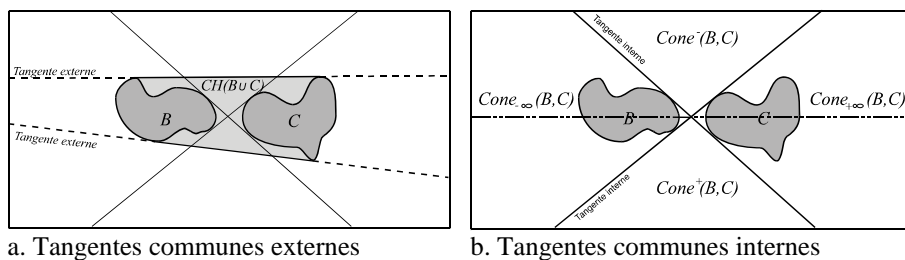 Tangente externe
CH(B∪C)
B
C
Tangente externe
a. Tangentes communes externes
Tangente interne
Cone⁻(B,C)
Cone₋∞(B,C)
Cone₊∞(B,C)
B
C
Tangente interne
Cone⁺(B,C)
b. Tangentes communes internes